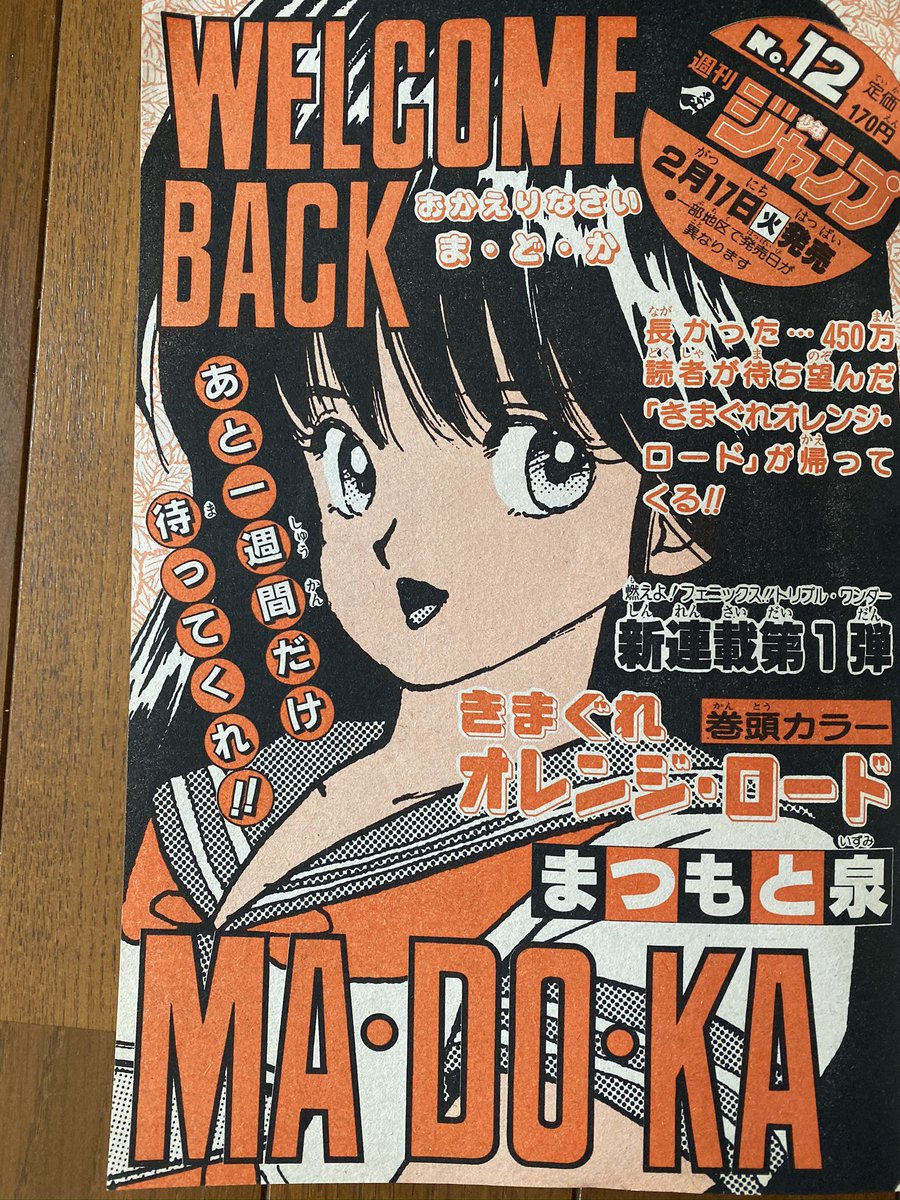 WELCOME
BACK
おかえりなさい
ま・ど・か
No.12
定価
170円
週刊
少年
ジャンプ
2月17日火発売
●一部地区で発売日が
異なります
長かった…450万
読者が待ち望んだ
「きまぐれオレンジ・
ロード」が帰って
くる!!
あと一週間だけ
待ってくれ!!
燃えよ!フェニックス!!トリプル・ワンダー
新連載第1弾
きまぐれ
巻頭カラー
オレンジ・ロード
まつもと泉
MA・DO・KA